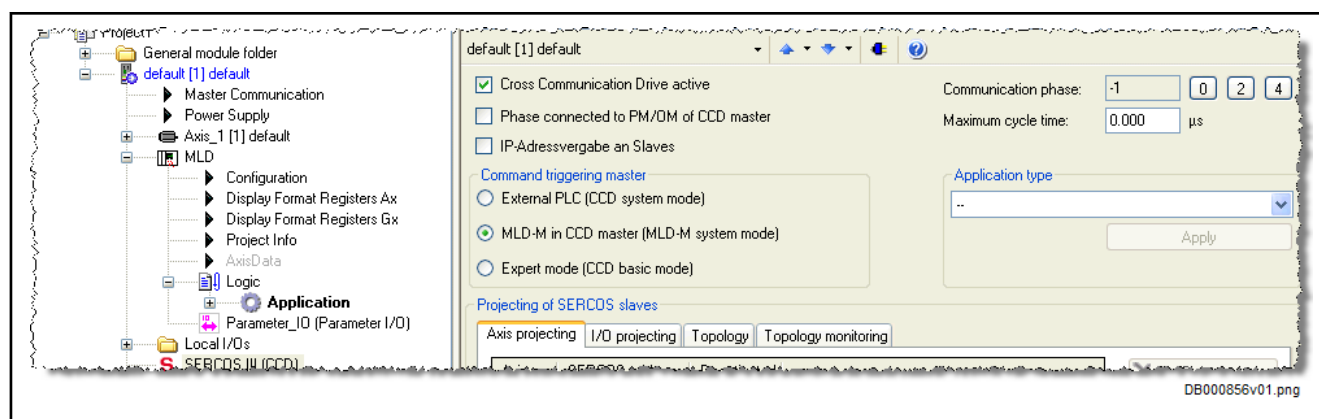 Project1
General module folder
default [1] default
Master Communication
Power Supply
Axis_1 [1] default
MLD
Configuration
Display Format Registers Ax
Display Format Registers Gx
Project Info
AxisData
Logic
Application
Parameter_IO (Parameter I/O)
Local I/Os
SERCOS III (CCD)
default [1] default
Cross Communication Drive active
Phase connected to PM/OM of CCD master
IP-Adressvergabe an Slaves
Communication phase: -1 0 2 4
Maximum cycle time: 0.000 µs
Command triggering master
External PLC (CCD system mode)
MLD-M in CCD master (MLD-M system mode)
Expert mode (CCD basic mode)
Application type
--
Apply
Projecting of SERCOS slaves
Axis projecting I/O projecting Topology Topology monitoring
DB000856v01.png